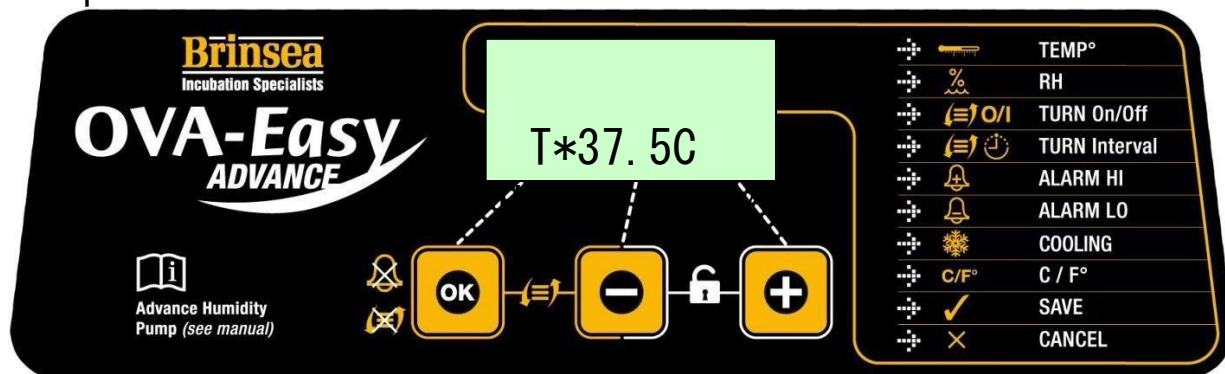 Brinsea
Incubation Specialists
OVA-Easy
ADVANCE
i
Advance Humidity
Pump (see manual)
T*37.5C
OK
−
+
TEMP°
% RH
O/I TURN On/Off
TURN Interval
ALARM HI
ALARM LO
COOLING
C/F° C / F°
SAVE
CANCEL